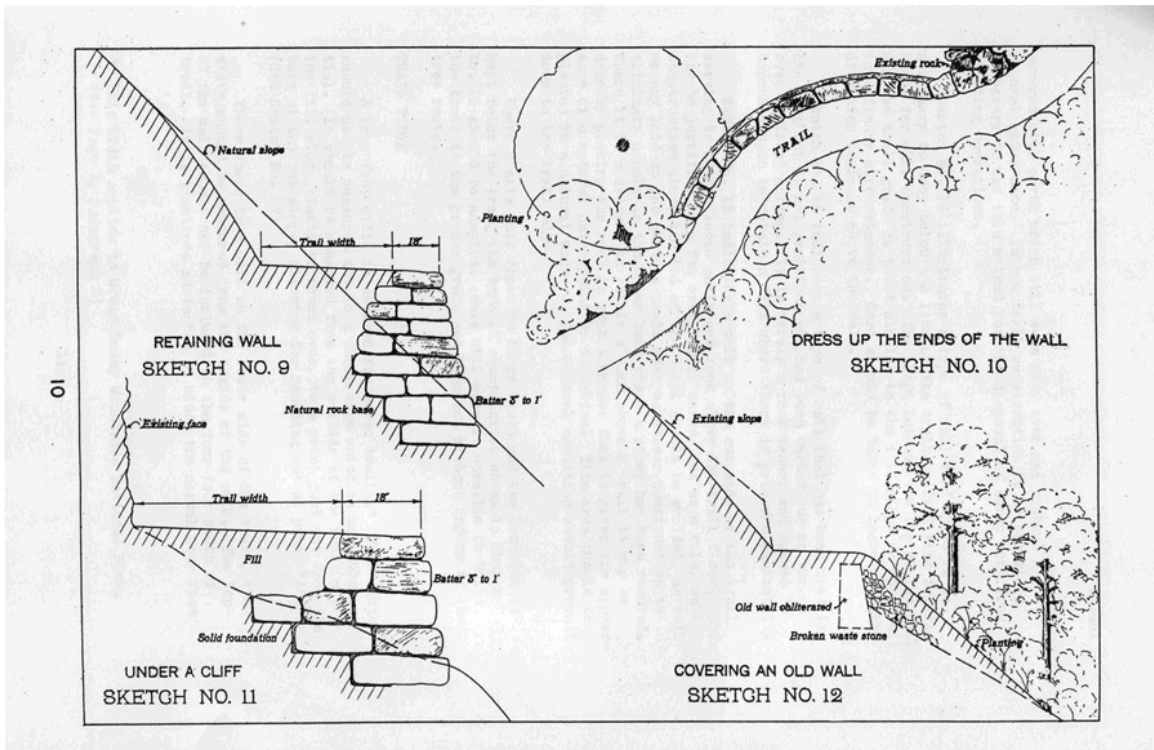 Natural slope
Trail width
18"
RETAINING WALL
SKETCH NO. 9
Natural rock base
Batter 3" to 1'
Existing rock
TRAIL
Planting
DRESS UP THE ENDS OF THE WALL
SKETCH NO. 10
10
Existing face
Trail width
18"
Fill
Batter 3" to 1'
Solid foundation
UNDER A CLIFF
SKETCH NO. 11
Existing slope
Old wall obliterated
Broken waste stone
Planting
COVERING AN OLD WALL
SKETCH NO. 12